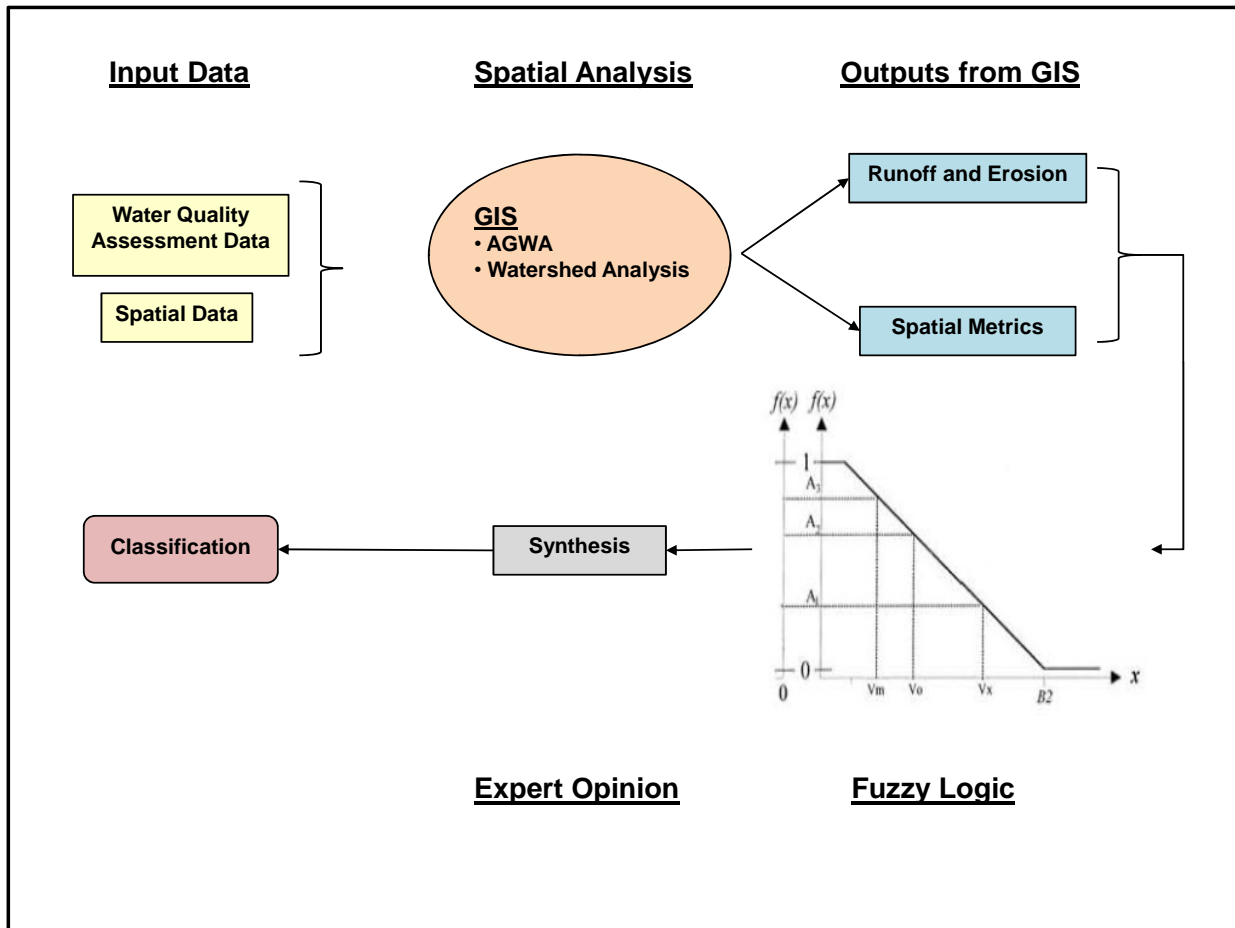 Input Data
Spatial Analysis
Outputs from GIS
Water Quality
Assessment Data
Spatial Data
GIS
• AGWA
• Watershed Analysis
Runoff and Erosion
Spatial Metrics
f(x) f(x)
1
A3
A2
A1
0
0
Vm Vo Vx B2
x
Classification
Synthesis
Expert Opinion
Fuzzy Logic